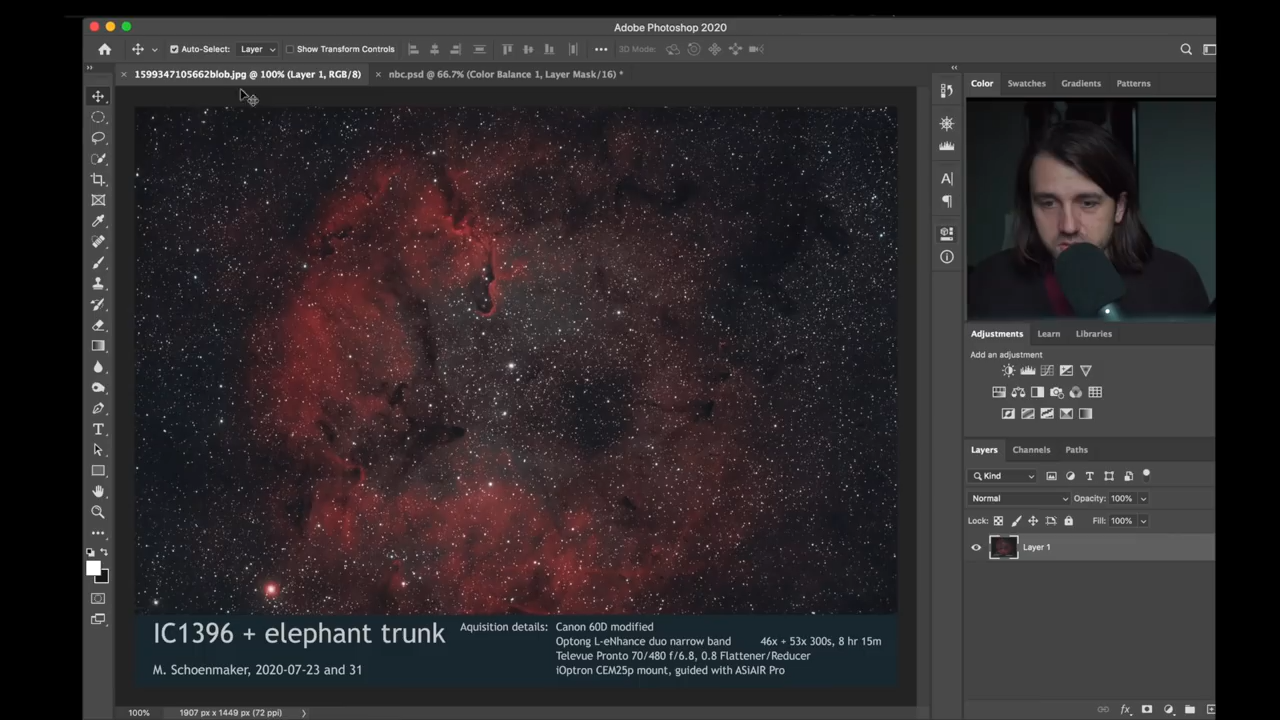 Adobe Photoshop 2020
Auto-Select: Layer Show Transform Controls 3D Mode:
1599347105662blob.jpg @ 100% (Layer 1, RGB/8) nbc.psd @ 66.7% (Color Balance 1, Layer Mask/16) *
Color Swatches Gradients Patterns
Adjustments Learn Libraries
Add an adjustment
Layers Channels Paths
Kind
Normal Opacity: 100%
Lock: Fill: 100%
Layer 1
IC1396 + elephant trunk
M. Schoenmaker, 2020-07-23 and 31
Aquisition details: Canon 60D modified
Optong L-eNhance duo narrow band 46x + 53x 300s, 8 hr 15m
Televue Pronto 70/480 f/6.8, 0.8 Flattener/Reducer
iOptron CEM25p mount, guided with ASiAIR Pro
100% 1907 px x 1449 px (72 ppi)